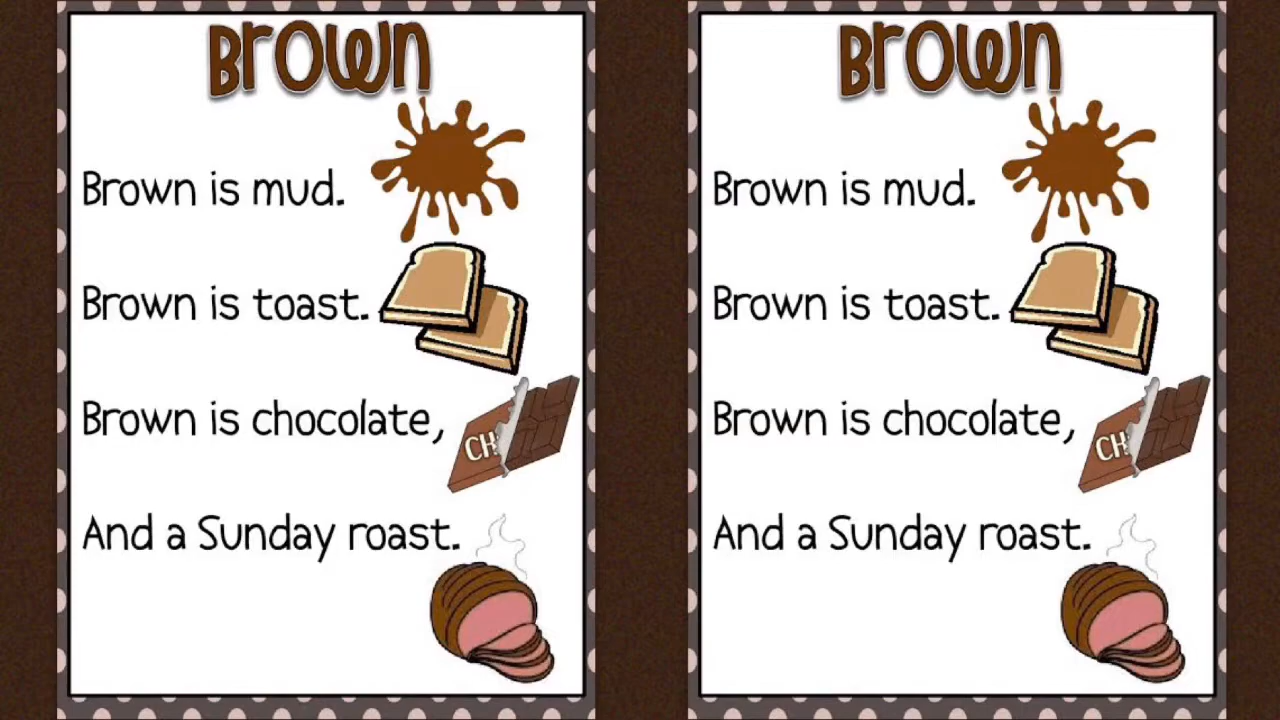 Brown
Brown is mud.
Brown is toast.
Brown is chocolate,
CH
And a Sunday roast.
Brown
Brown is mud.
Brown is toast.
Brown is chocolate,
CH
And a Sunday roast.